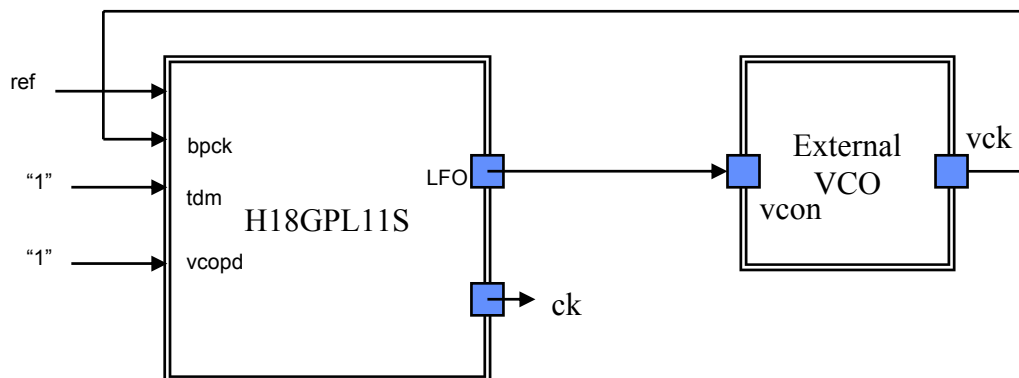 ref
bpck
“1”
tdm
LFO
H18GPL11S
“1”
vcopd
ck
External
VCO
vcon
vck